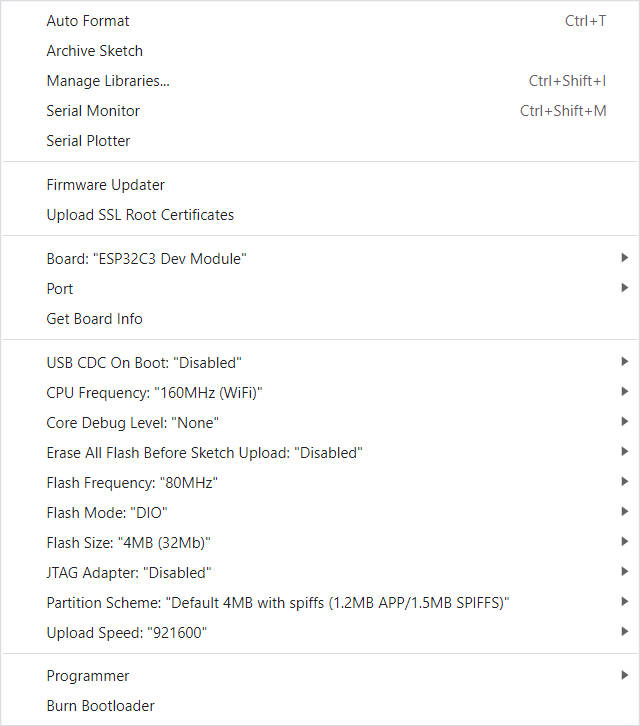 Auto Format Ctrl+T
Archive Sketch
Manage Libraries... Ctrl+Shift+I
Serial Monitor Ctrl+Shift+M
Serial Plotter
Firmware Updater
Upload SSL Root Certificates
Board: "ESP32C3 Dev Module"
Port
Get Board Info
USB CDC On Boot: "Disabled"
CPU Frequency: "160MHz (WiFi)"
Core Debug Level: "None"
Erase All Flash Before Sketch Upload: "Disabled"
Flash Frequency: "80MHz"
Flash Mode: "DIO"
Flash Size: "4MB (32Mb)"
JTAG Adapter: "Disabled"
Partition Scheme: "Default 4MB with spiffs (1.2MB APP/1.5MB SPIFFS)"
Upload Speed: "921600"
Programmer
Burn Bootloader